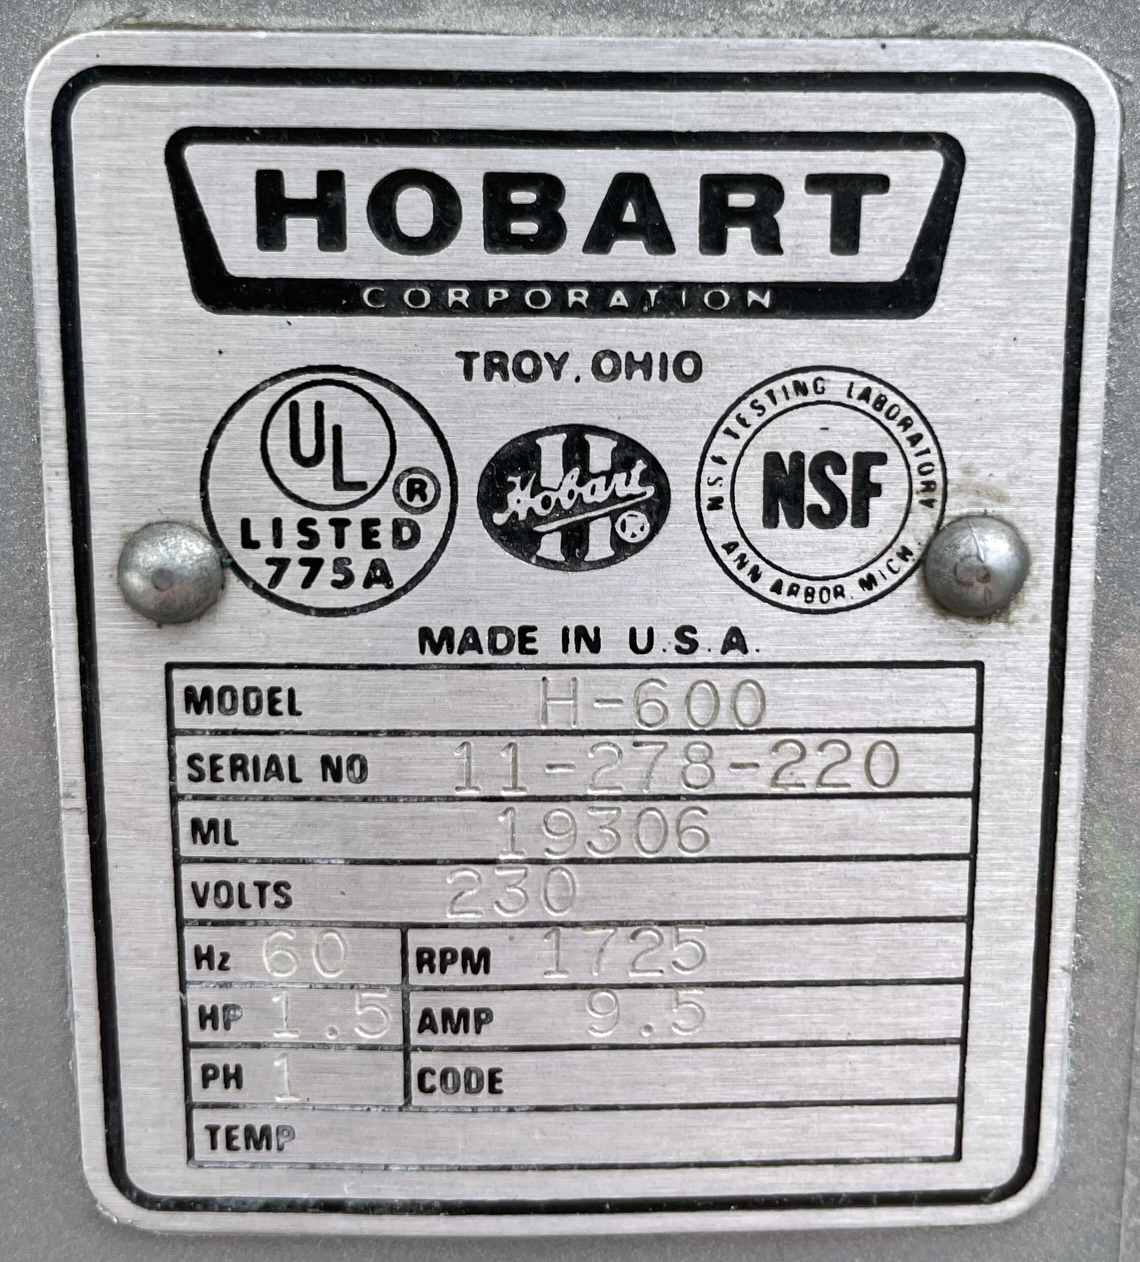 HOBART
CORPORATION
TROY, OHIO
UL ®
LISTED
775A
Hobart ®
NSF TESTING LABORATORY
NSF
ANN ARBOR, MICH.
MADE IN U.S.A.
MODEL H-600
SERIAL NO 11-278-220
ML 19306
VOLTS 230
Hz 60 RPM 1725
HP 1.5 AMP 9.5
PH 1 CODE
TEMP